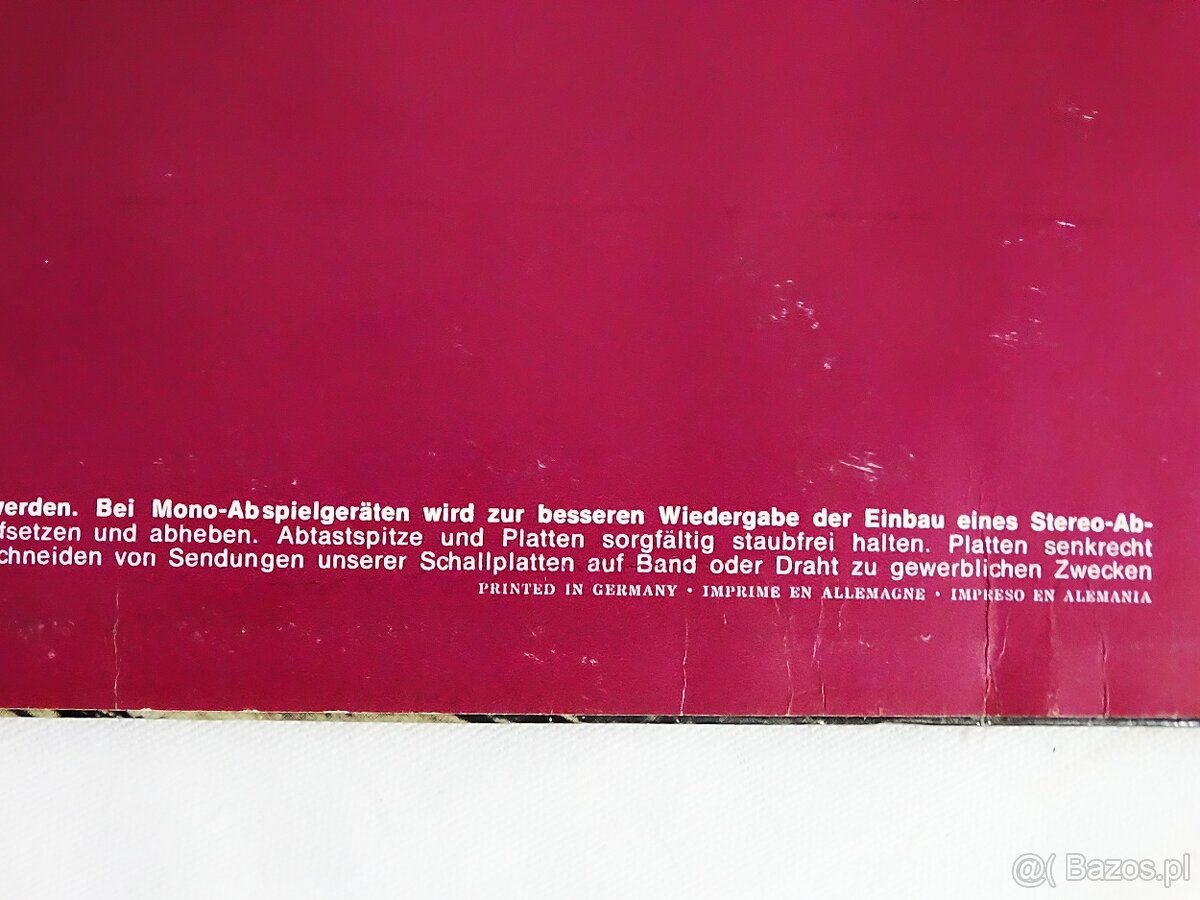 werden. Bei Mono-Abspielgeräten wird zur besseren Wiedergabe der Einbau eines Stereo-Ab-
fsetzen und abheben. Abtastspitze und Platten sorgfältig staubfrei halten. Platten senkrecht
chneiden von Sendungen unserer Schallplatten auf Band oder Draht zu gewerblichen Zwecken
PRINTED IN GERMANY · IMPRIME EN ALLEMAGNE · IMPRESO EN ALEMANIA
@( Bazos.pl